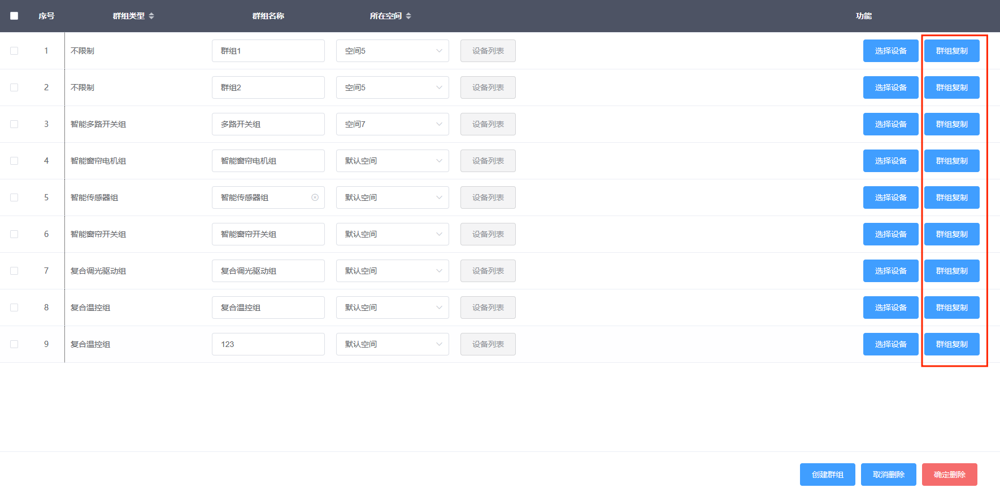 序号 群组类型 群组名称 所在空间 功能
1 不限制 群组1 空间5 设备列表 选择设备 群组复制
2 不限制 群组2 空间5 设备列表 选择设备 群组复制
3 智能多路开关组 多路开关组 空间7 设备列表 选择设备 群组复制
4 智能窗帘电机组 智能窗帘电机组 默认空间 设备列表 选择设备 群组复制
5 智能传感器组 智能传感器组 默认空间 设备列表 选择设备 群组复制
6 智能窗帘开关组 智能窗帘开关组 默认空间 设备列表 选择设备 群组复制
7 复合调光驱动组 复合调光驱动组 默认空间 设备列表 选择设备 群组复制
8 复合温控组 复合温控组 默认空间 设备列表 选择设备 群组复制
9 复合温控组 123 默认空间 设备列表 选择设备 群组复制
创建群组 取消删除 确定删除